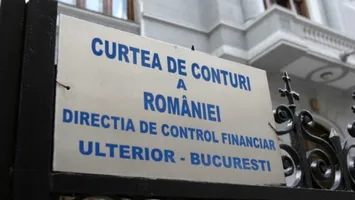 CURTEA DE CONTURI
A
ROMÂNIEI
DIRECTIA DE CONTROL FINANCIAR
ULTERIOR - BUCURESTI